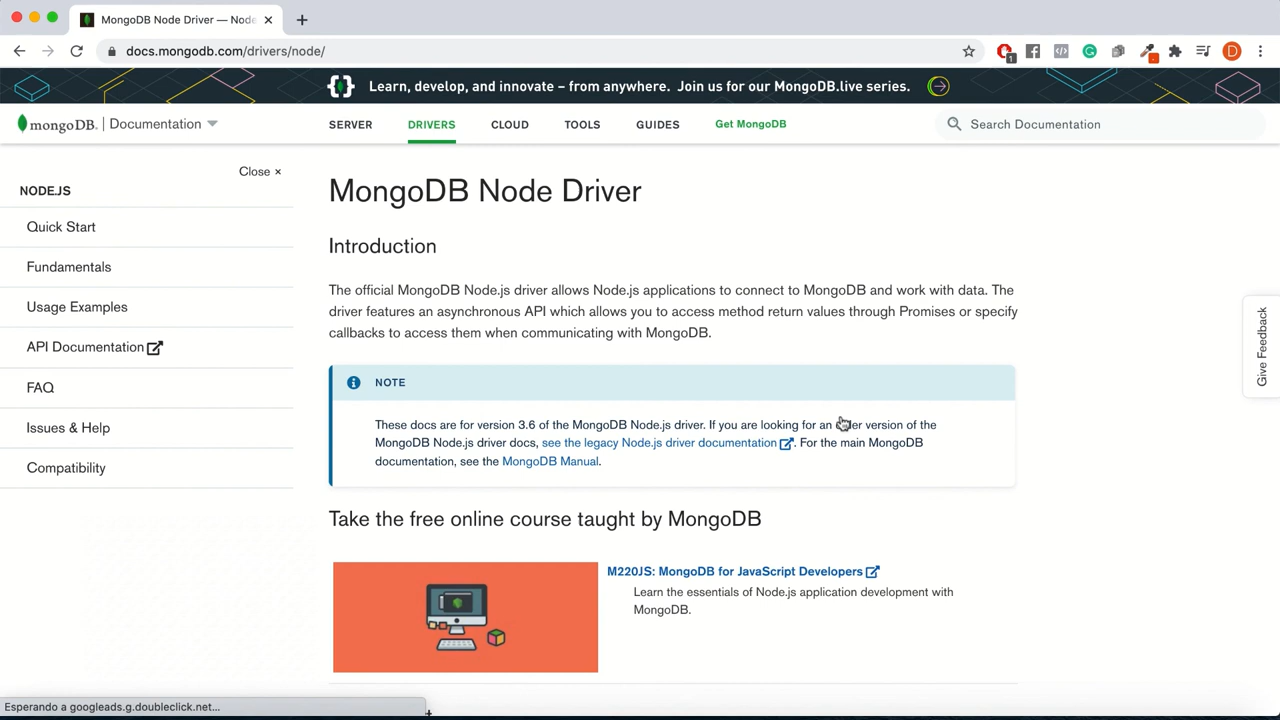 MongoDB Node Driver — Node
docs.mongodb.com/drivers/node/
1
D
Learn, develop, and innovate – from anywhere. Join us for our MongoDB.live series.
mongoDB. | Documentation
SERVER
DRIVERS
CLOUD
TOOLS
GUIDES
Get MongoDB
Search Documentation
Close ×
NODE.JS
Quick Start
Fundamentals
Usage Examples
API Documentation
FAQ
Issues & Help
Compatibility
MongoDB Node Driver
Introduction
The official MongoDB Node.js driver allows Node.js applications to connect to MongoDB and work with data. The
driver features an asynchronous API which allows you to access method return values through Promises or specify
callbacks to access them when communicating with MongoDB.
NOTE
These docs are for version 3.6 of the MongoDB Node.js driver. If you are looking for an older version of the
MongoDB Node.js driver docs, see the legacy Node.js driver documentation. For the main MongoDB
documentation, see the MongoDB Manual.
Take the free online course taught by MongoDB
M220JS: MongoDB for JavaScript Developers
Learn the essentials of Node.js application development with
MongoDB.
Give Feedback
Esperando a googleads.g.doubleclick.net...